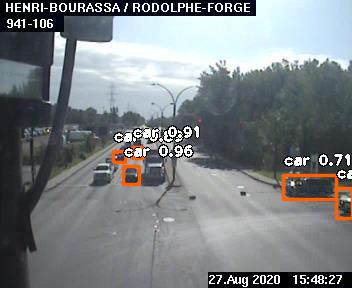 HENRI-BOURASSA / RODOLPHE-FORGE
941-106
car 0.91
car 0.96
car 0.71
27.Aug 2020 15:48:27